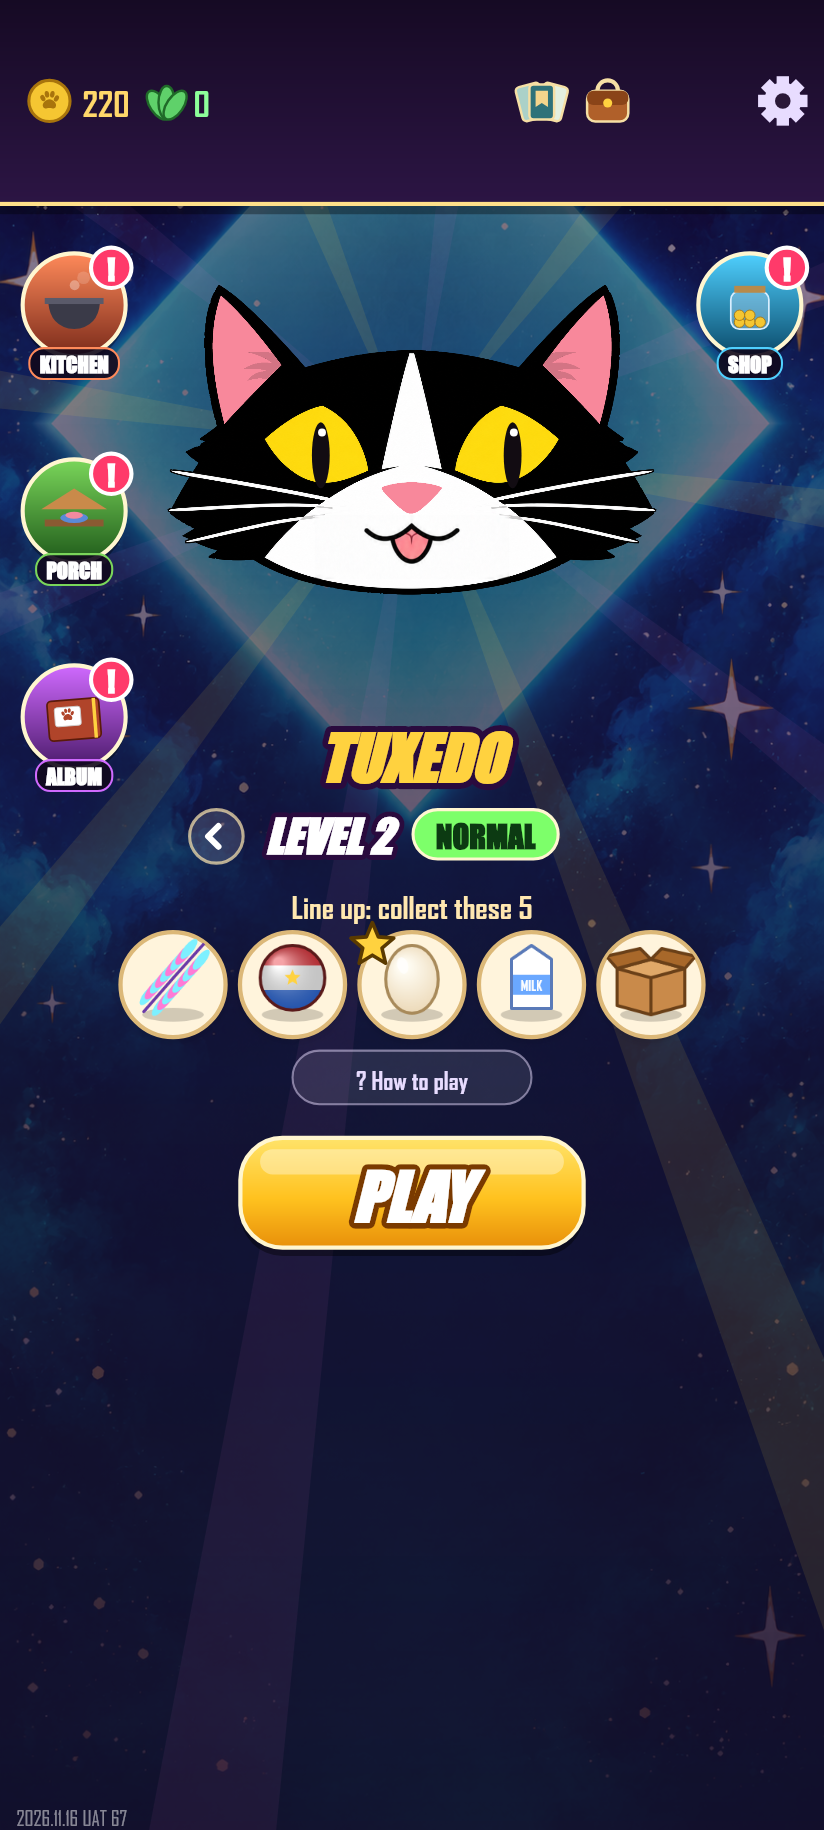 220
0
KITCHEN
SHOP
PORCH
ALBUM
TUXEDO
LEVEL 2
NORMAL
Line up: collect these 5
MILK
? How to play
PLAY
2026.11.16 UAT 67